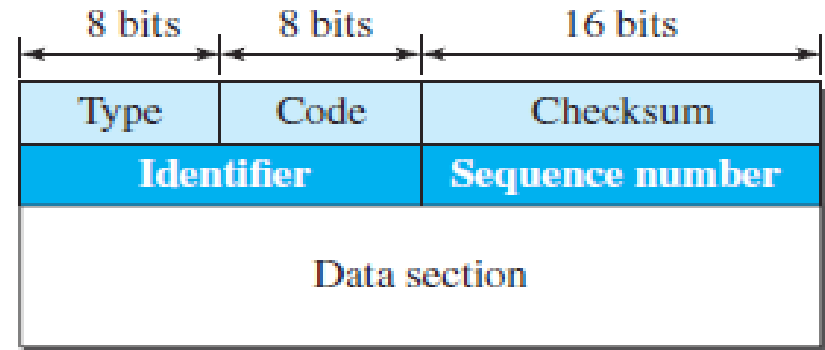 8 bits 8 bits 16 bits
Type Code Checksum
Identifier Sequence number
Data section